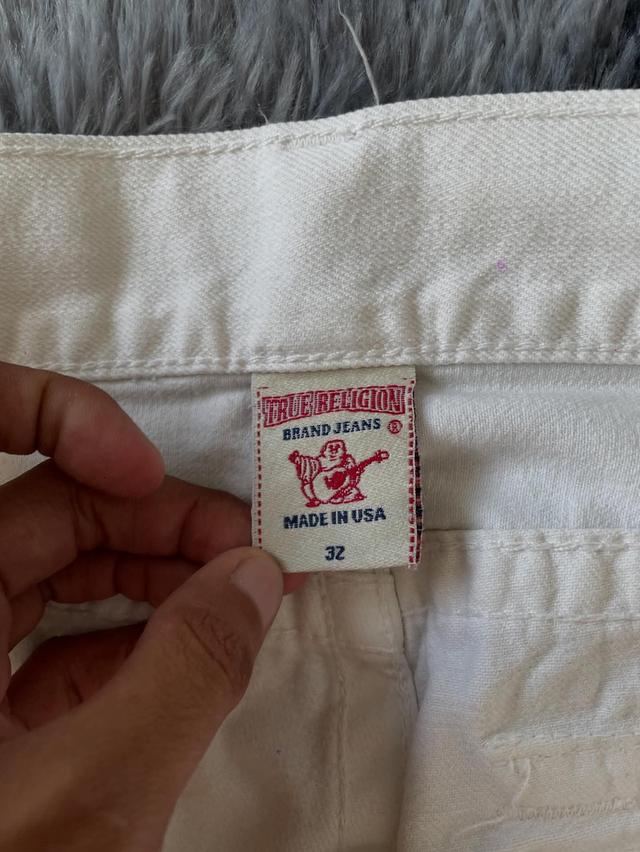 TRUE RELIGION
BRAND JEANS ®
MADE IN USA
32